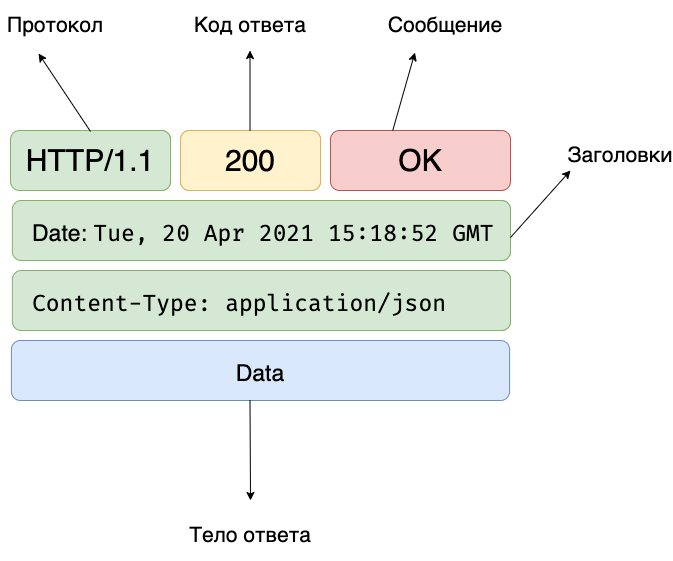 Протокол Код ответа Сообщение
HTTP/1.1 200 OK
Заголовки
Date: Tue, 20 Apr 2021 15:18:52 GMT
Content-Type: application/json
Data
Тело ответа